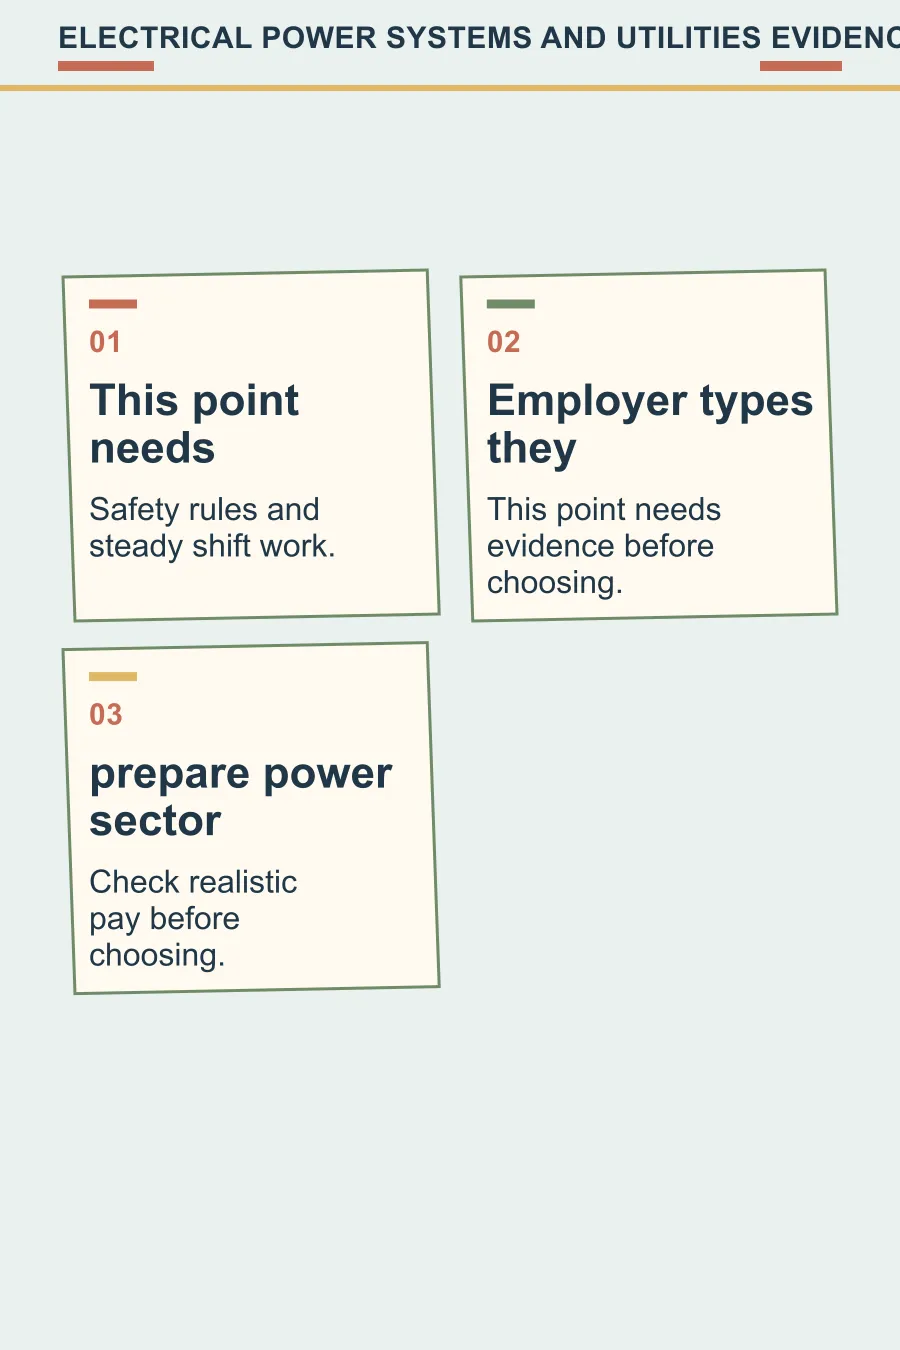 ELECTRICAL POWER SYSTEMS AND UTILITIES
01
This point
needs
Safety rules and
steady shift work.
02
Employer types
they
This point needs
evidence before
choosing.
03
prepare power
sector
Check realistic
pay before
choosing.